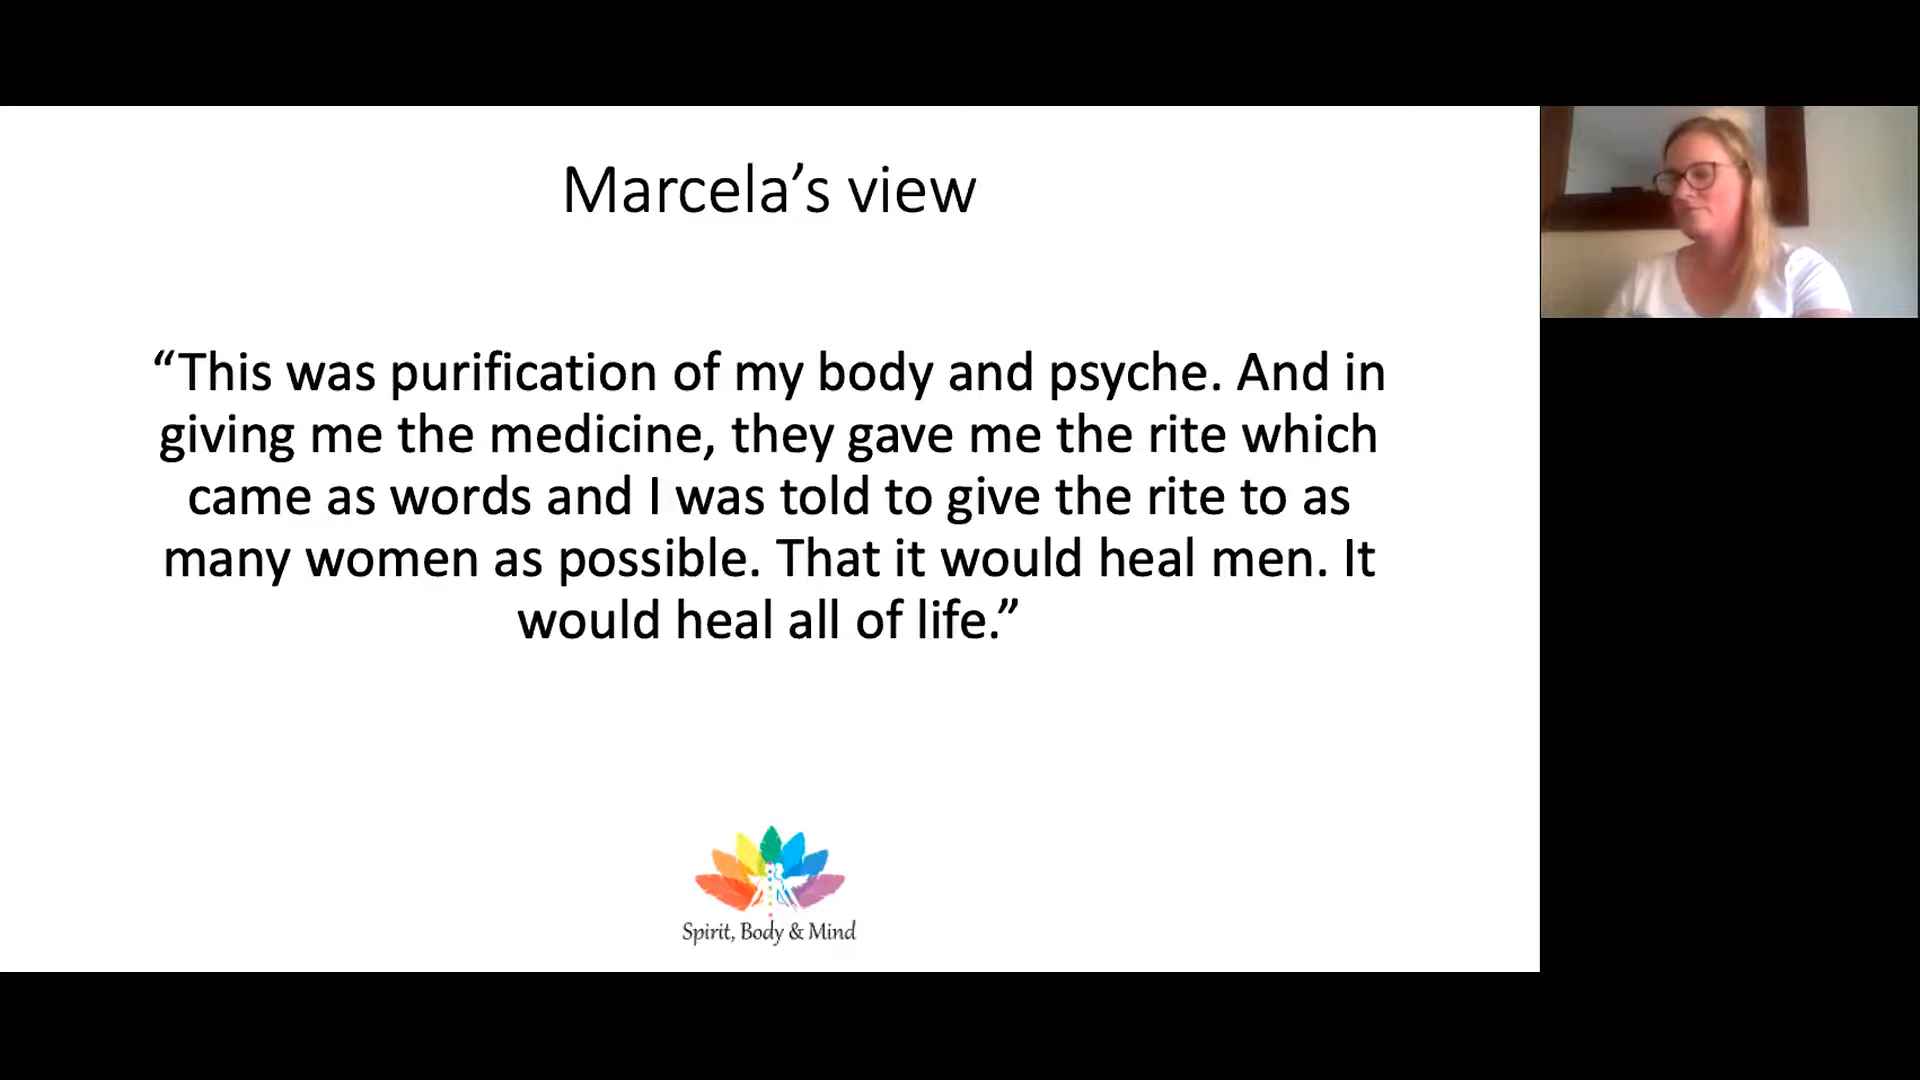 Marcela’s view
“This was purification of my body and psyche. And in
giving me the medicine, they gave me the rite which
came as words and I was told to give the rite to as
many women as possible. That it would heal men. It
would heal all of life.”
Spirit, Body & Mind